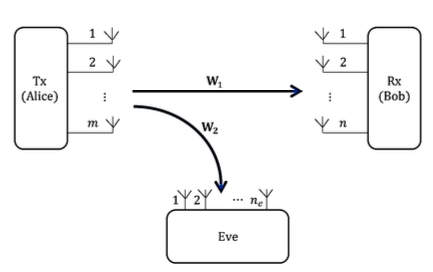 Tx
(Alice)
1
2
⋮
m
W₁
W₂
1
2
⋮
n
Rx
(Bob)
1 2 ⋯ nₑ
Eve